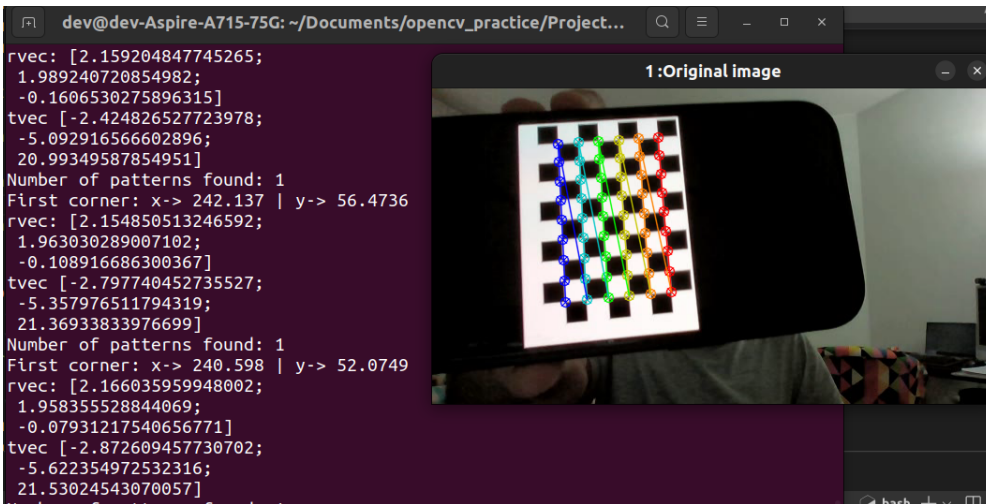 dev@dev-Aspire-A715-75G: ~/Documents/opencv_practice/Project...
rvec: [2.159204847745265;
1.989240720854982;
-0.1606530275896315]
tvec [-2.424826527723978;
-5.092916566602896;
20.99349587854951]
Number of patterns found: 1
First corner: x-> 242.137 | y-> 56.4736
rvec: [2.154850513246592;
1.963030289007102;
-0.108916686300367]
tvec [-2.797740452735527;
-5.357976511794319;
21.36933833976699]
Number of patterns found: 1
First corner: x-> 240.598 | y-> 52.0749
rvec: [2.166035959948002;
1.958355528844069;
-0.07931217540656771]
tvec [-2.872609457730702;
-5.622354972532316;
21.53024543070057]
1 :Original image
bash